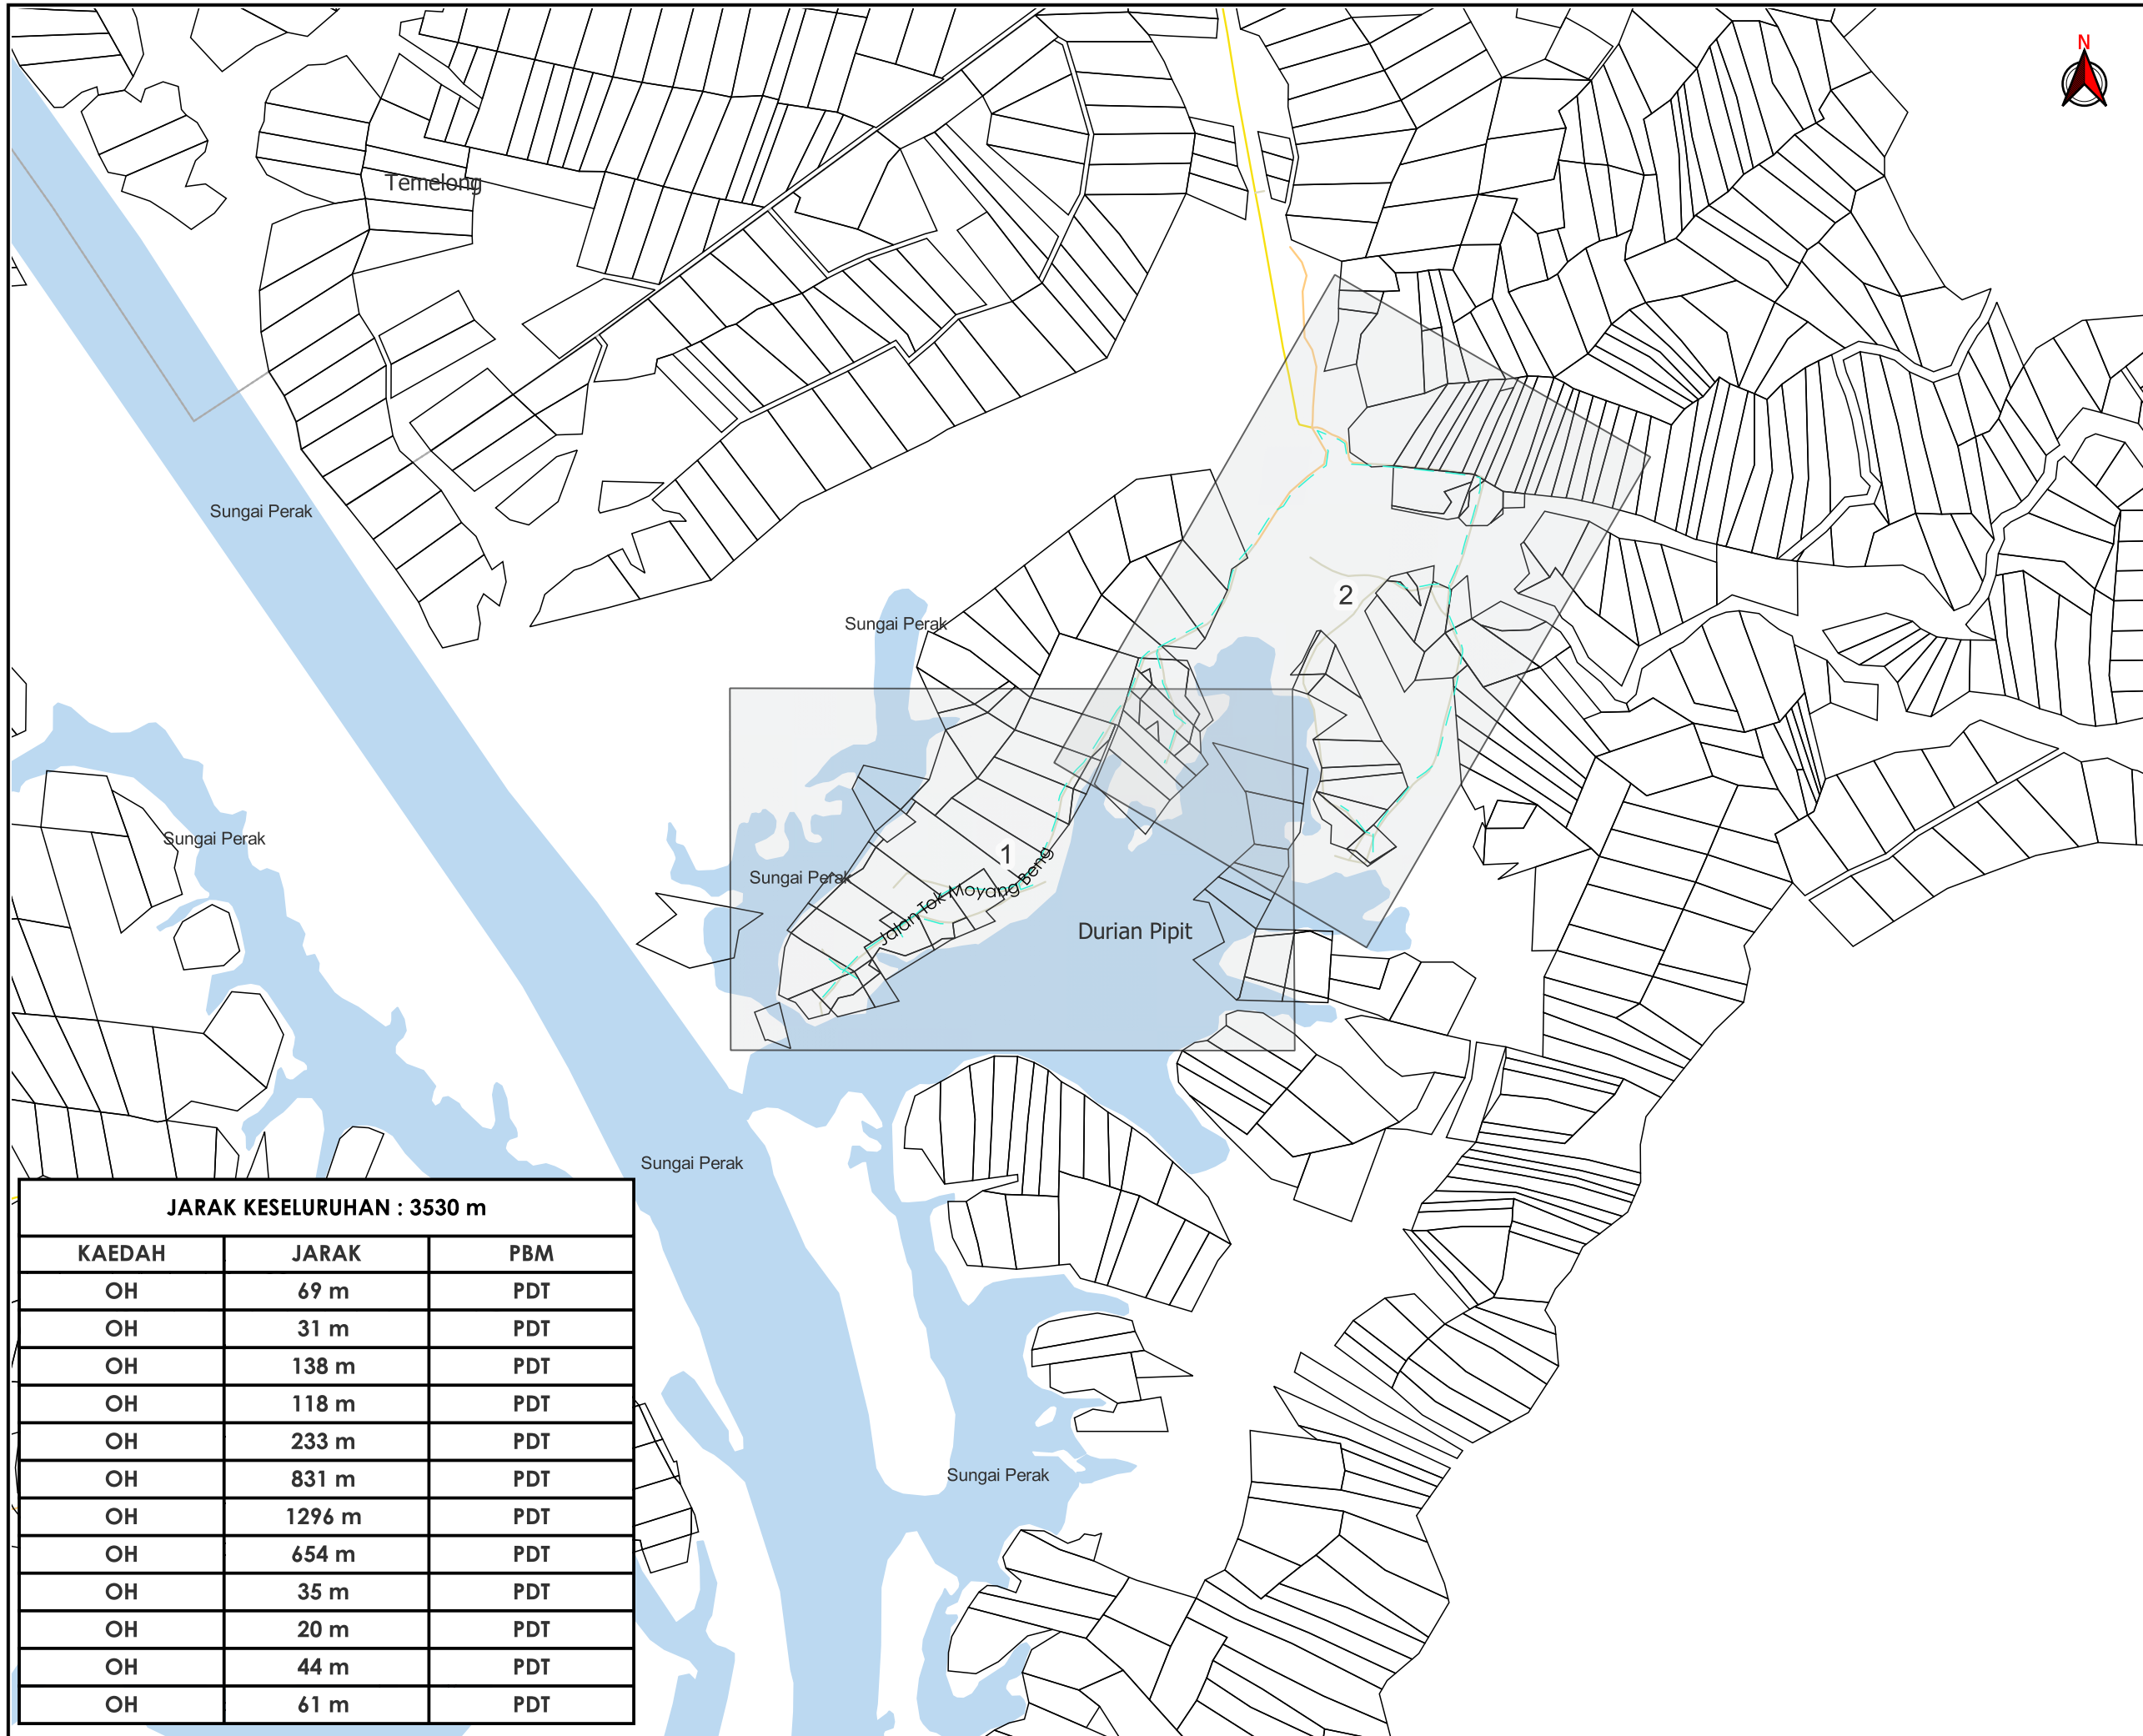 N
Temelong
Sungai Perak
2
Sungai Perak
Sungai Perak
1
Sungai Perak
Jalan Tok Moyang Beng
Durian Pipit
Sungai Perak
Sungai Perak
JARAK KESELURUHAN : 3530 m
KAEDAH JARAK PBM
OH 69 m PDT
OH 31 m PDT
OH 138 m PDT
OH 118 m PDT
OH 233 m PDT
OH 831 m PDT
OH 1296 m PDT
OH 654 m PDT
OH 35 m PDT
OH 20 m PDT
OH 44 m PDT
OH 61 m PDT